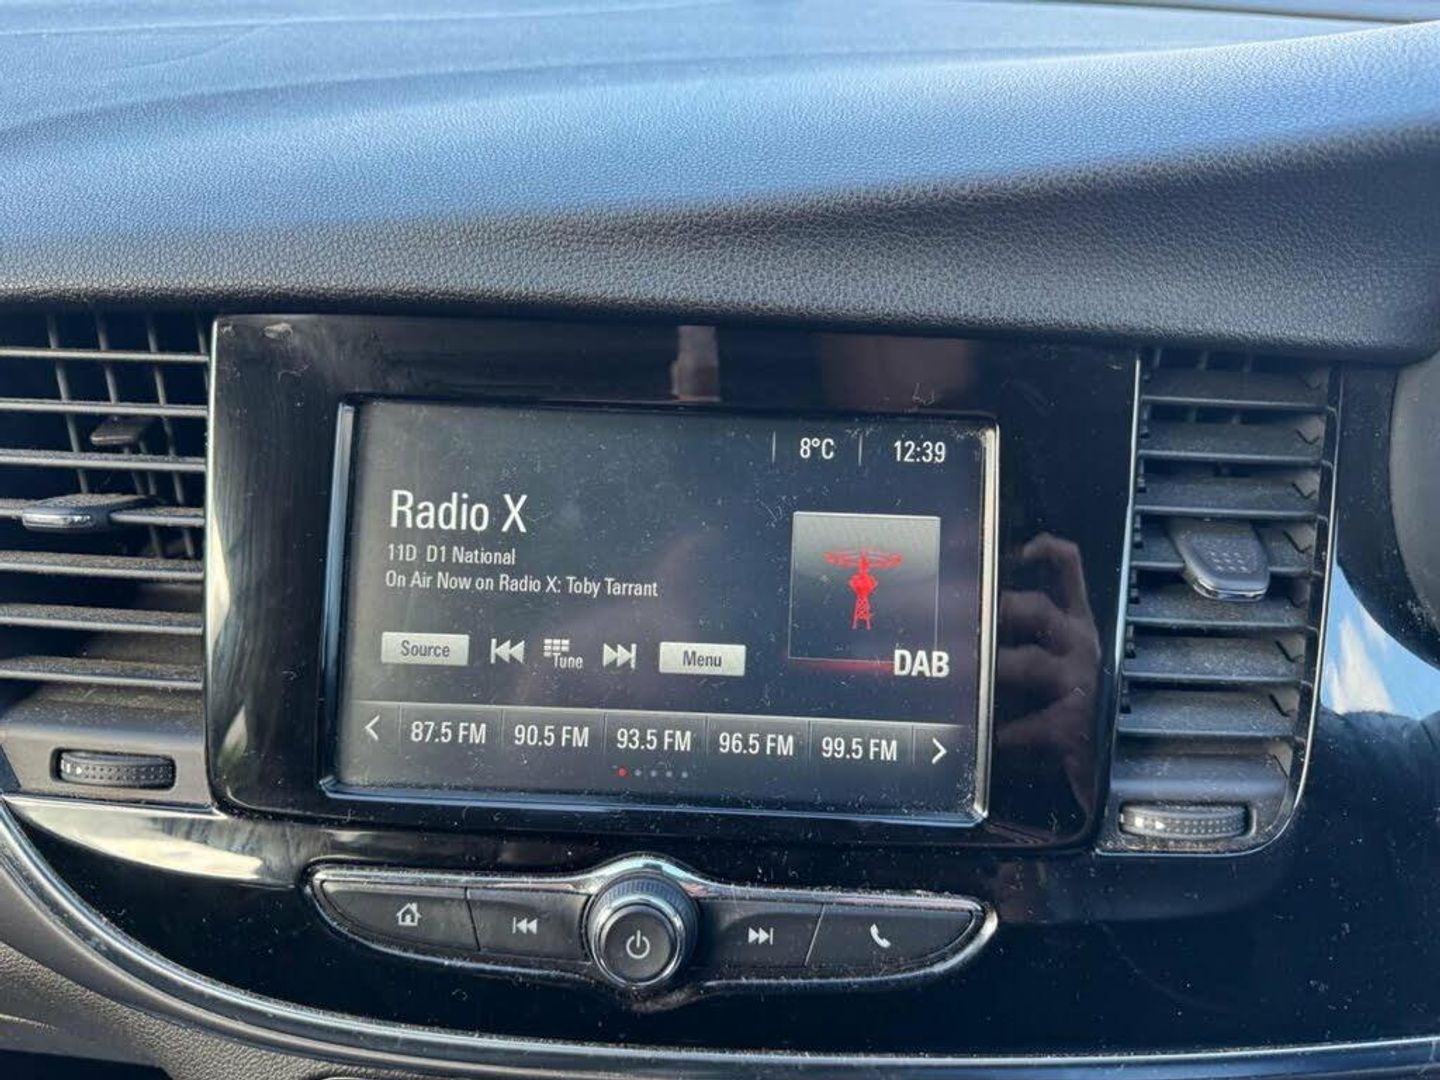 8°C 12:39
Radio X
11D D1 National
On Air Now on Radio X: Toby Tarrant
Source Tune Menu
DAB
87.5 FM 90.5 FM 93.5 FM 96.5 FM 99.5 FM